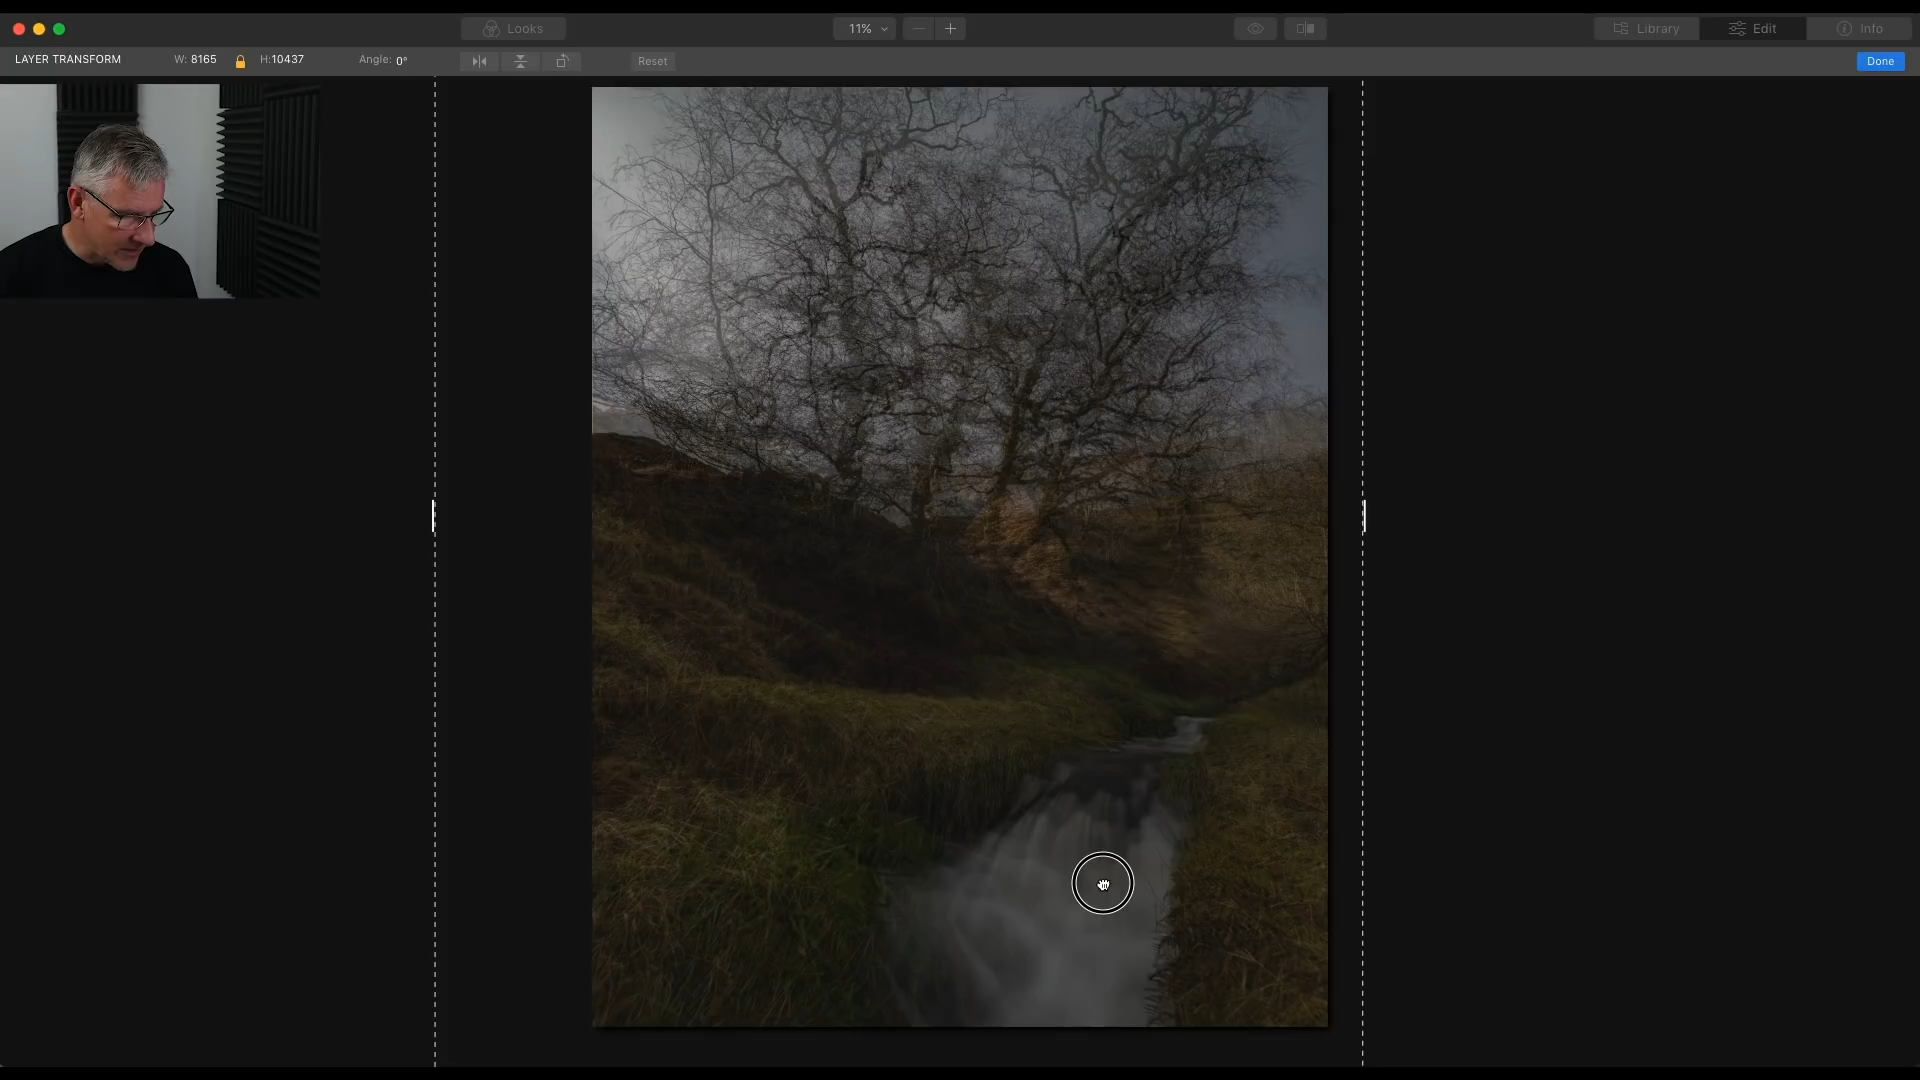 Looks
11%
Library
Edit
Info
LAYER TRANSFORM
W: 8165
H:10437
Angle: 0°
Reset
Done